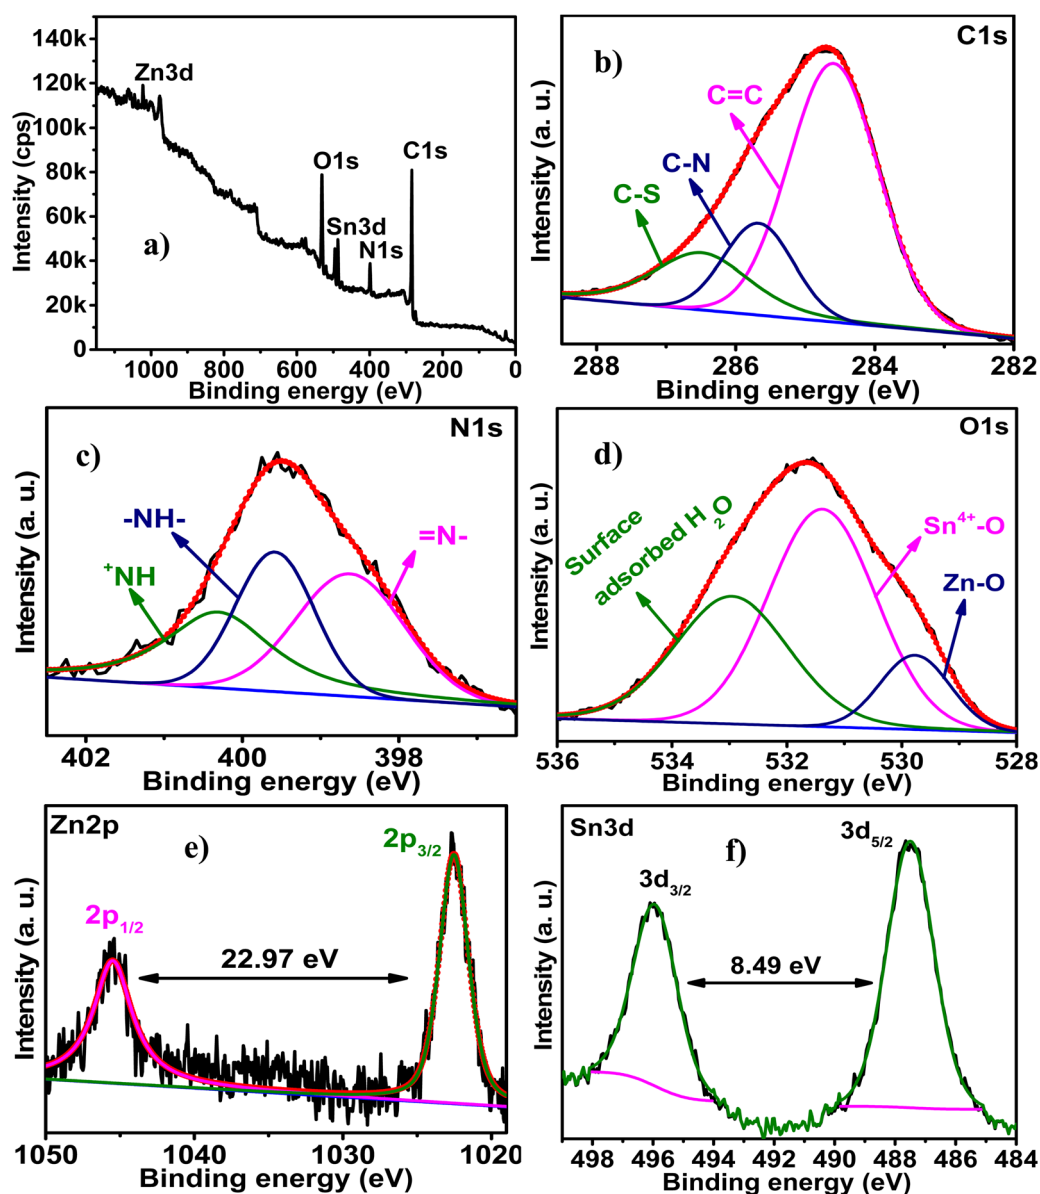 a)
Intensity (cps)
140k
120k
100k
80k
60k
40k
20k
0
Zn3d
O1s
Sn3d
N1s
C1s
1000 800 600 400 200 0
Binding energy (eV)
b)
C1s
Intensity (a. u.)
C=C
C-N
C-S
288 286 284 282
Binding energy (eV)
c)
N1s
Intensity (a. u.)
-NH-
=N-
⁺NH
402 400 398
Binding energy (eV)
d)
O1s
Intensity (a. u.)
Surface
adsorbed H₂O
Sn⁴⁺-O
Zn-O
536 534 532 530 528
Binding energy (eV)
Zn2p
e)
Intensity (a. u.)
2p₃/₂
2p₁/₂
22.97 eV
1050 1040 1030 1020
Binding energy (eV)
Sn3d
f)
Intensity (a. u.)
3d₅/₂
3d₃/₂
8.49 eV
498 496 494 492 490 488 486 484
Binding energy (eV)